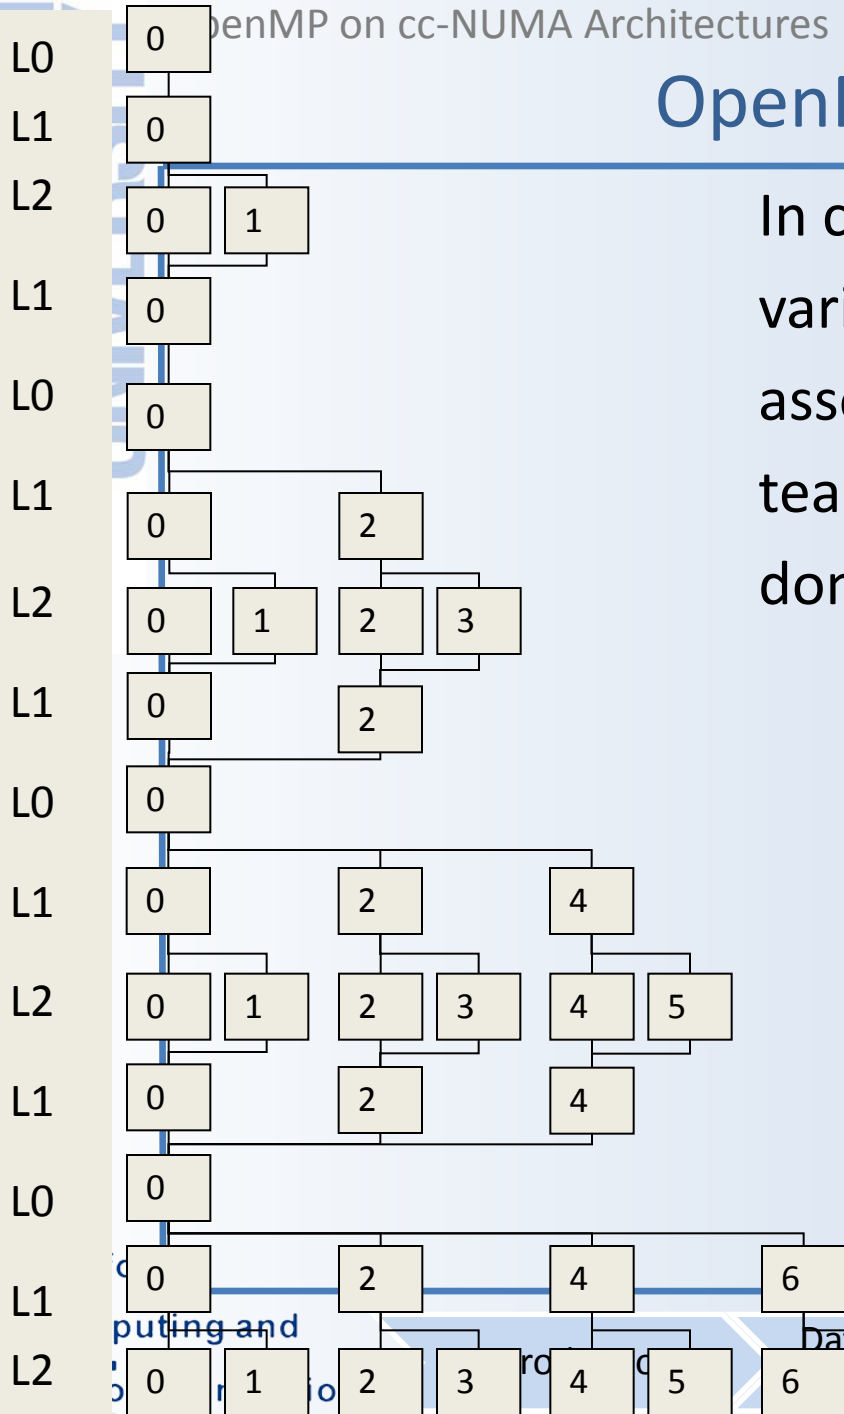 penMP on cc-NUMA Architectures
L0 0
Open
L1 0
L2 0 1
In c
L1 0
vari
L0 0
ass
L1 0 2
tea
L2 0 1 2 3
L1 0 2
L0 0
L1 0 2 4
L2 0 1 2 3 4 5
L1 0 2 4
L0 0
L1 0 2 4 6
puting and
Da
L2 0 1 2 3 4 5 6